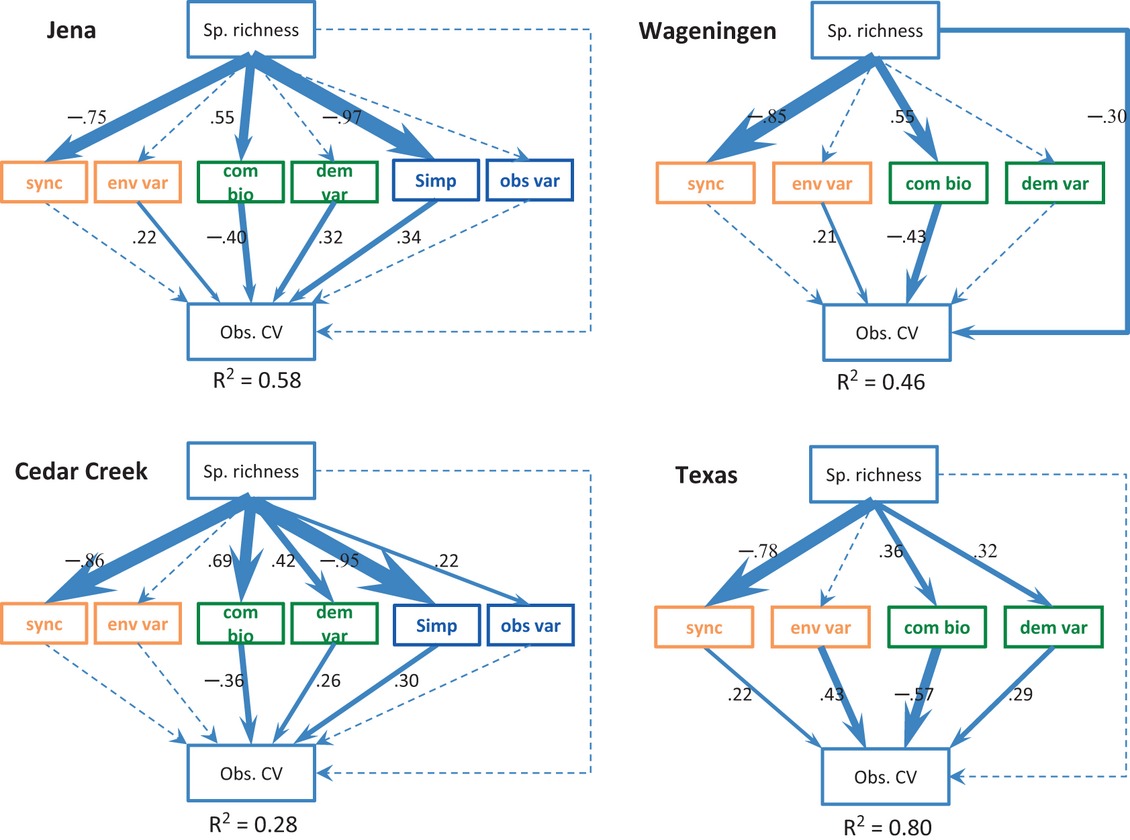 Jena
Sp. richness
−.75
.55
−.97
sync
env var
com
bio
dem
var
Simp
obs var
.22
−.40
.32
.34
Obs. CV
R² = 0.58
Wageningen
Sp. richness
−.85
.55
−.30
sync
env var
com bio
dem var
.21
−.43
Obs. CV
R² = 0.46
Cedar Creek
Sp. richness
−.86
.69
.42
−.95
.22
sync
env var
com
bio
dem
var
Simp
obs var
−.36
.26
.30
Obs. CV
R² = 0.28
Texas
Sp. richness
−.78
.36
.32
sync
env var
com bio
dem var
.22
.43
−.57
.29
Obs. CV
R² = 0.80